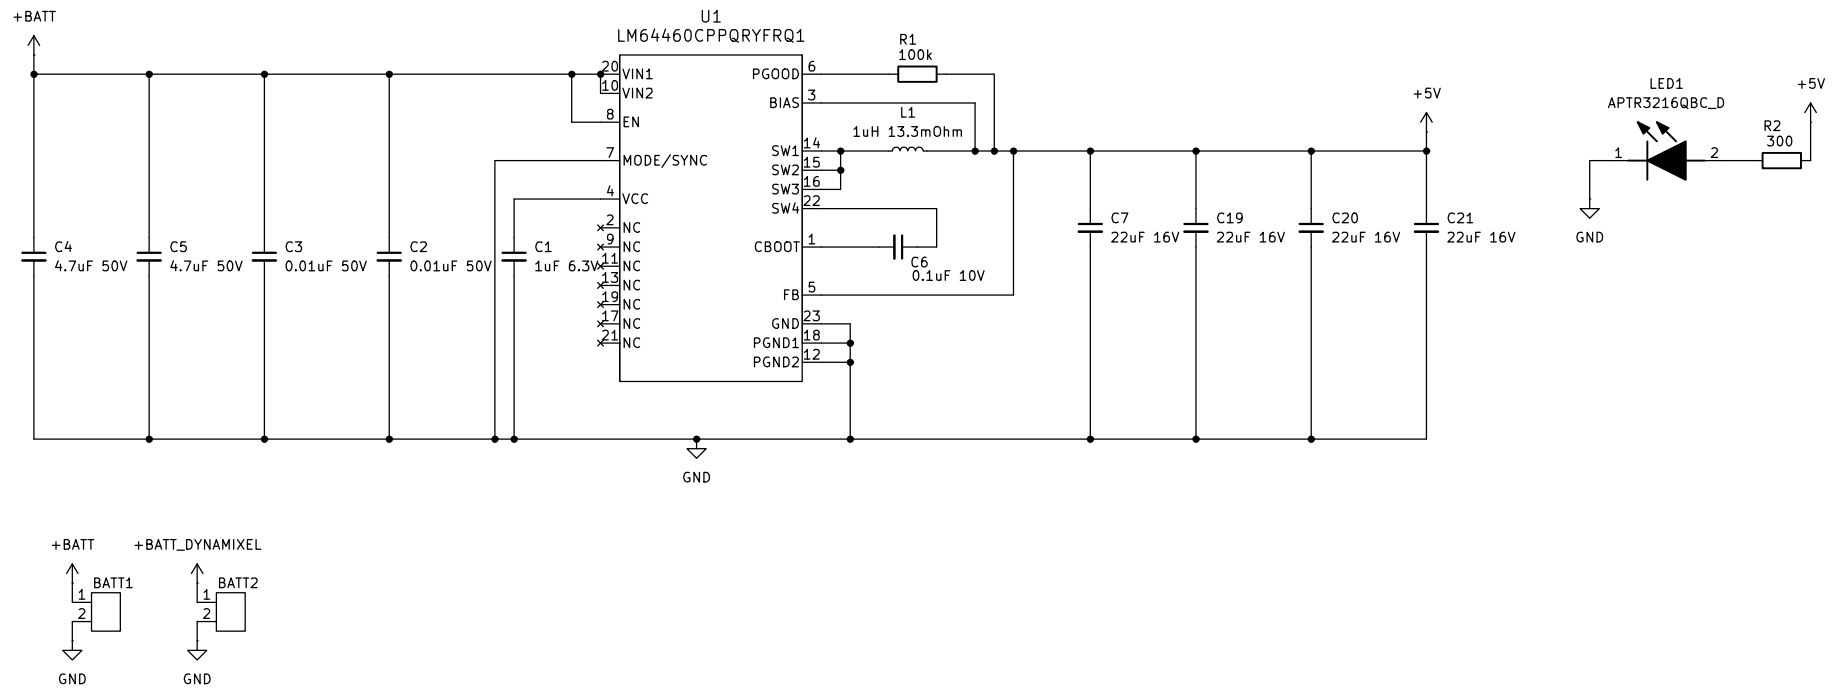 +BATT
U1
LM64460CPPQRYFRQ1
20 VIN1
10 VIN2
8 EN
7 MODE/SYNC
4 VCC
2 NC
9 NC
11 NC
13 NC
19 NC
17 NC
21 NC
PGOOD 6
BIAS 3
SW1 14
SW2 15
SW3 16
SW4 22
CBOOT 1
FB 5
GND 23
PGND1 18
PGND2 12
R1
100k
L1
1uH 13.3mOhm
C4
4.7uF 50V
C5
4.7uF 50V
C3
0.01uF 50V
C2
0.01uF 50V
C1
1uF 6.3V
C6
0.1uF 10V
C7
22uF 16V
C19
22uF 16V
C20
22uF 16V
C21
22uF 16V
+5V
GND
LED1
APTR3216QBC_D
1 2
R2
300
+5V
GND
+BATT
BATT1
1
2
GND
+BATT_DYNAMIXEL
BATT2
1
2
GND